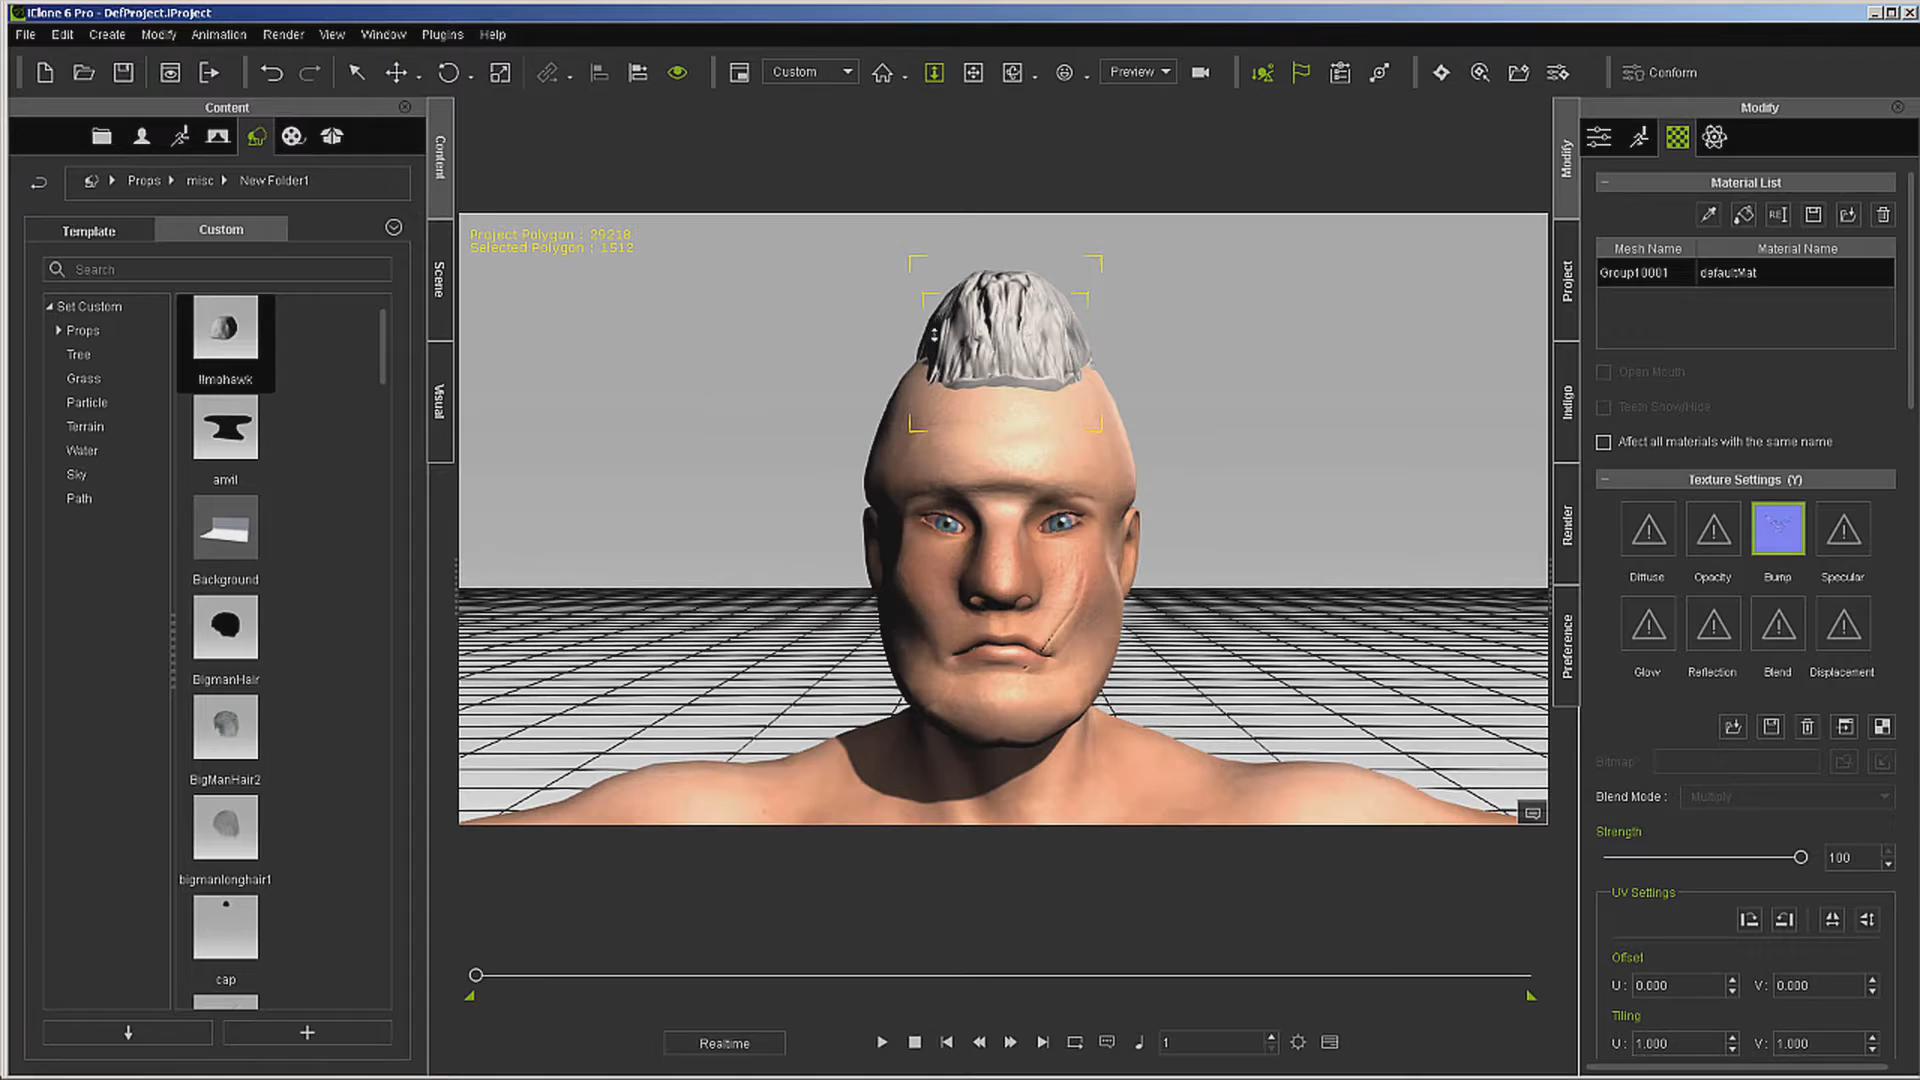 iClone 6 Pro - DefProject.iProject
File Edit Create Modify Animation Render View Window Plugins Help
Custom Preview Conform
Content
Props misc New Folder1
Template Custom
Search
Set Custom
Props
Tree
Grass
Particle
Terrain
Water
Sky
Path
!!mohawk
anvil
Background
BigmanHair
BigManHair2
bigmanlonghair1
cap
Content
Scene
Visual
Project Polygon : 29218
Selected Polygon : 1512
Realtime
1
Modify
Project
Indigo
Render
Preference
Modify
Material List
Mesh Name Material Name
Group10001 defaultMat
Open Mouth
Teeth Show/Hide
Affect all materials with the same name
Texture Settings (Y)
Diffuse Opacity Bump Specular
Glow Reflection Blend Displacement
Bitmap:
Blend Mode : Multiply
Strength
100
UV Settings
Offset
U : 0.000 V : 0.000
Tiling
U : 1.000 V : 1.000